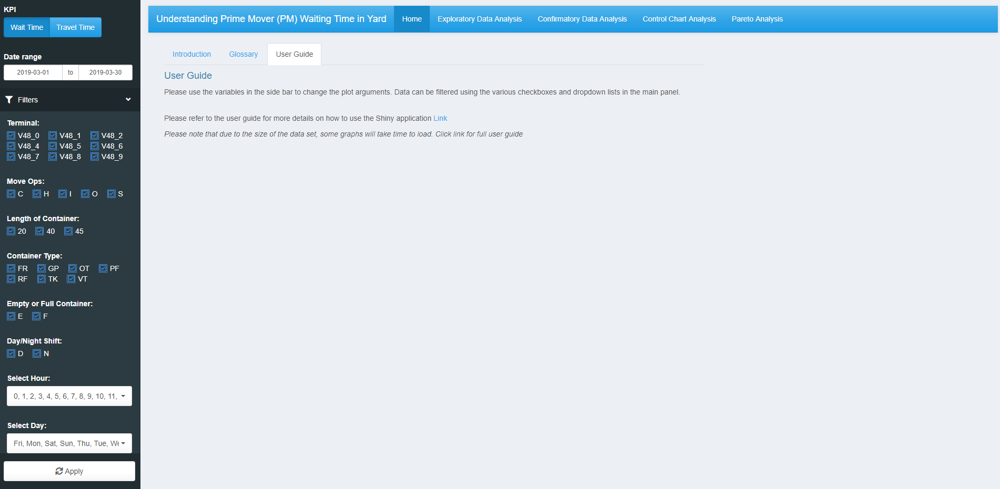 KPI
Wait Time Travel Time
Date range
2019-03-01 to 2019-03-30
Filters
Terminal:
V48_0 V48_1 V48_2
V48_4 V48_5 V48_6
V48_7 V48_8 V48_9
Move Ops:
C H I O S
Length of Container:
20 40 45
Container Type:
FR GP OT PF
RF TK VT
Empty or Full Container:
E F
Day/Night Shift:
D N
Select Hour:
0, 1, 2, 3, 4, 5, 6, 7, 8, 9, 10, 11,
Select Day:
Fri, Mon, Sat, Sun, Thu, Tue, We
Apply
Understanding Prime Mover (PM) Waiting Time in Yard Home Exploratory Data Analysis Confirmatory Data Analysis Control Chart Analysis Pareto Analysis
Introduction Glossary User Guide
User Guide
Please use the variables in the side bar to change the plot arguments. Data can be filtered using the various checkboxes and dropdown lists in the main panel.
Please refer to the user guide for more details on how to use the Shiny application Link
Please note that due to the size of the data set, some graphs will take time to load. Click link for full user guide